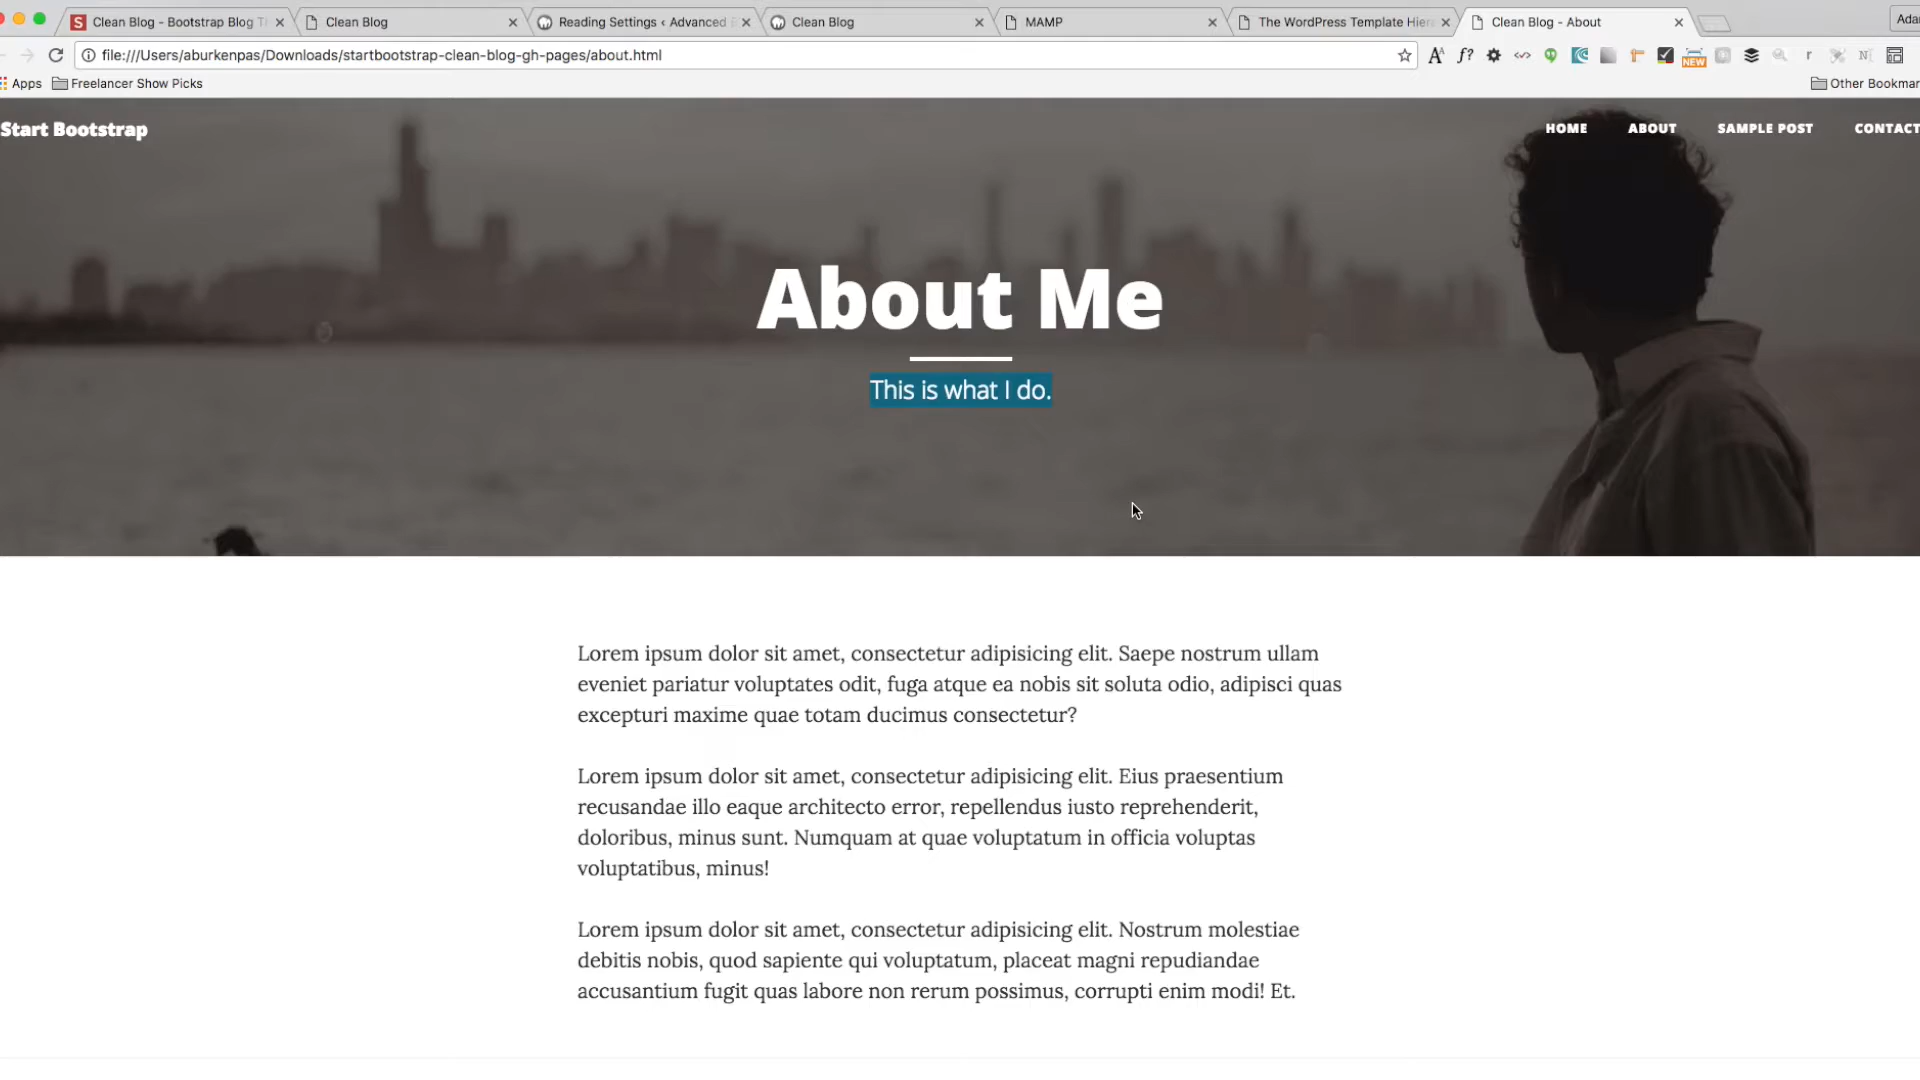 Clean Blog - Bootstrap Blog T
Clean Blog
Reading Settings ‹ Advanced
Clean Blog
MAMP
The WordPress Template Hier
Clean Blog - About
file:///Users/aburkenpas/Downloads/startbootstrap-clean-blog-gh-pages/about.html
NEW
Apps
Freelancer Show Picks
Other Bookmar
Start Bootstrap
HOME
ABOUT
SAMPLE POST
CONTACT
About Me
This is what I do.
Lorem ipsum dolor sit amet, consectetur adipisicing elit. Saepe nostrum ullam
eveniet pariatur voluptates odit, fuga atque ea nobis sit soluta odio, adipisci quas
excepturi maxime quae totam ducimus consectetur?
Lorem ipsum dolor sit amet, consectetur adipisicing elit. Eius praesentium
recusandae illo eaque architecto error, repellendus iusto reprehenderit,
doloribus, minus sunt. Numquam at quae voluptatum in officia voluptas
voluptatibus, minus!
Lorem ipsum dolor sit amet, consectetur adipisicing elit. Nostrum molestiae
debitis nobis, quod sapiente qui voluptatum, placeat magni repudiandae
accusantium fugit quas labore non rerum possimus, corrupti enim modi! Et.